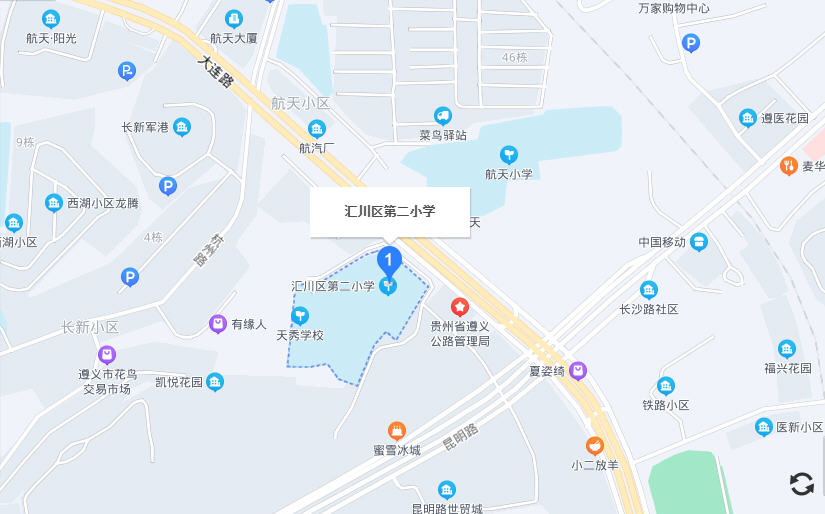 万家购物中心
航天·阳光
航天大厦
大连路
46栋
航天小区
长新军港
航汽厂
菜鸟驿站
遵医花园
9栋
麦华
航天小学
西湖小区龙腾
汇川区第二小学
天
4栋
杭州路
湖小区
中国移动
汇川区第二小学
1
长沙路社区
贵州省遵义
公路管理局
长新小区
有缘人
天秀学校
遵义市花鸟
交易市场
凯悦花园
夏姿绮
福兴花园
铁路小区
医新小区
昆明路
蜜雪冰城
小二放羊
昆明路世贸城
P
P
P
P